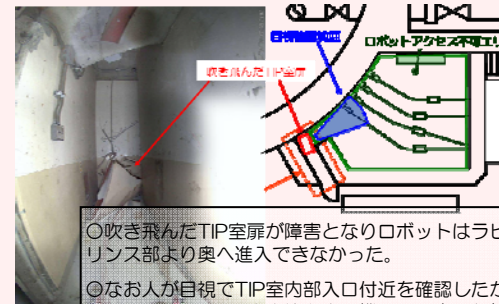 吹き飛んだTIP室扉
ロボットアクセス不可エリ
○吹き飛んだTIP室扉が障害となりロボットはラビ
リンス部より奥へ進入できなかった。
○なお人が目視でTIP室内部入口付近を確認したが